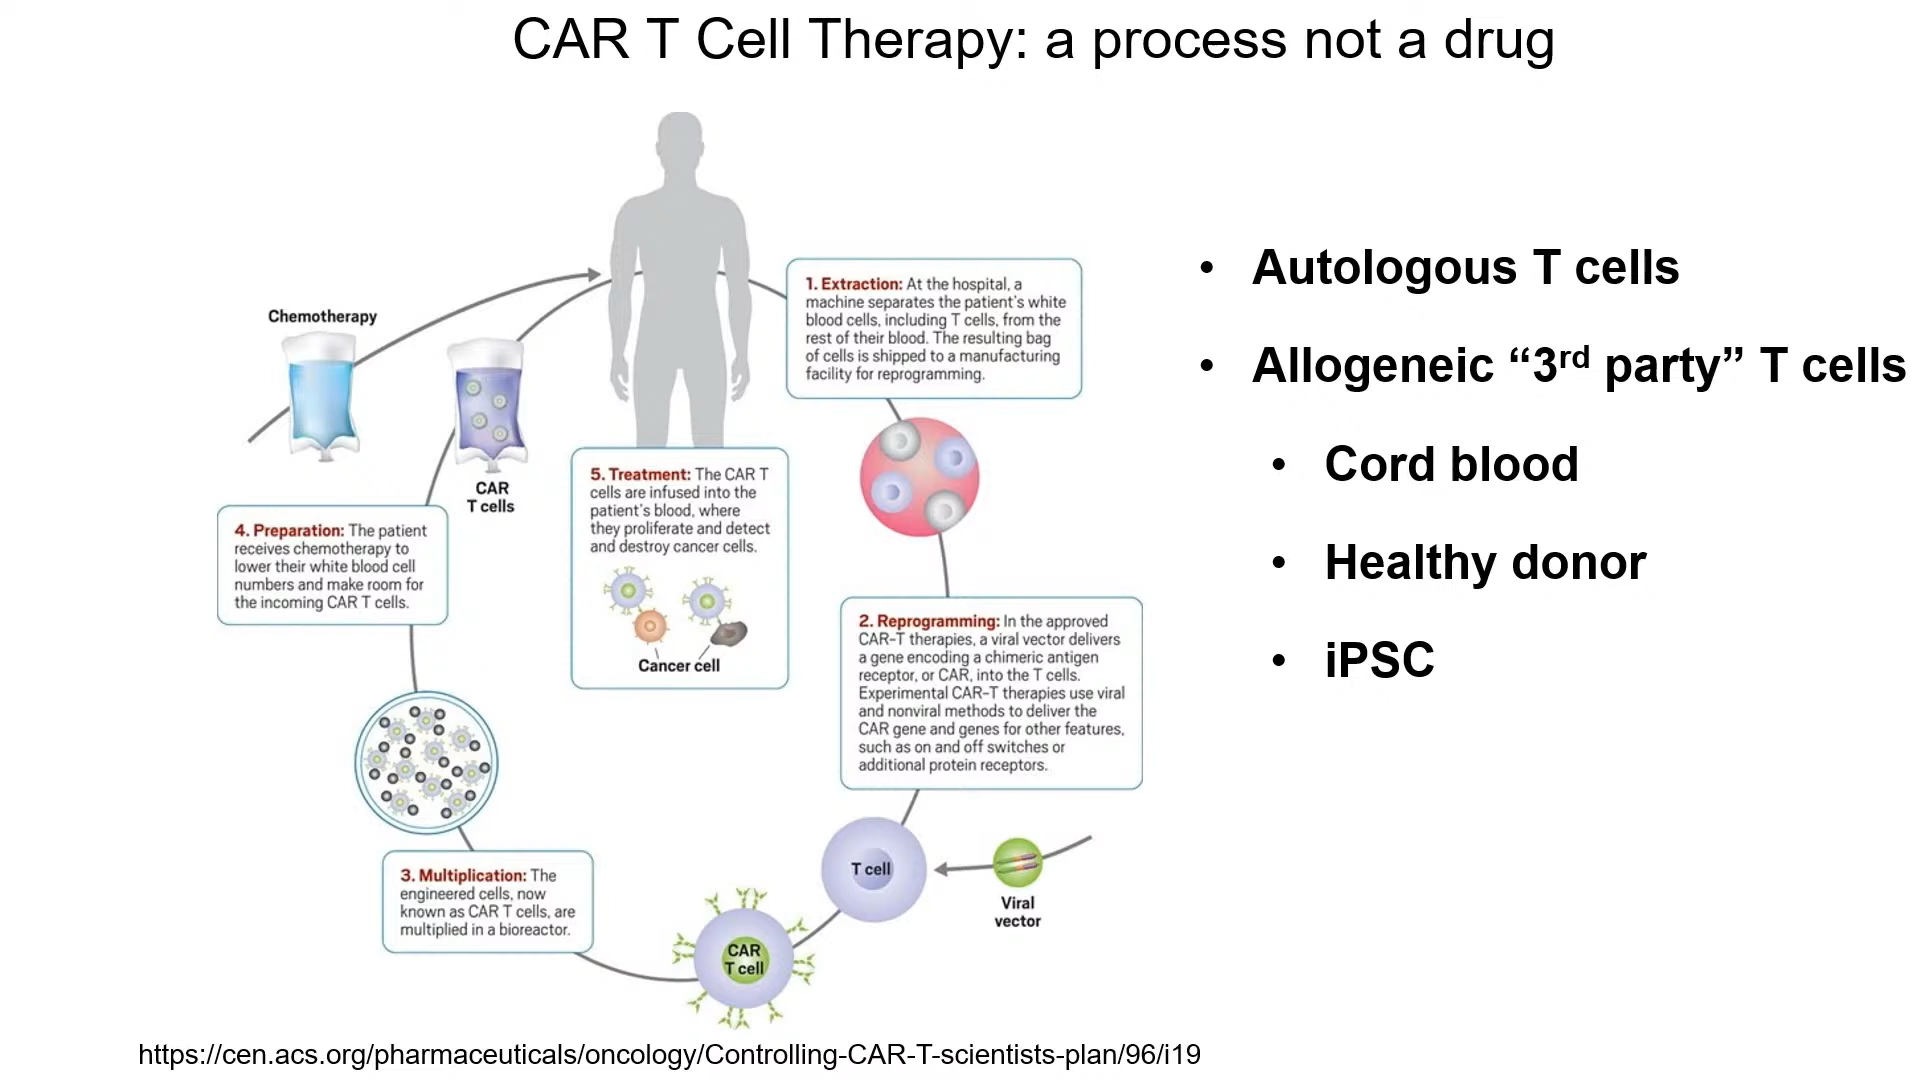 CAR T Cell Therapy: a process not a drug
Chemotherapy
CAR
T cells
1. Extraction: At the hospital, a
machine separates the patient's white
blood cells, including T cells, from the
rest of their blood. The resulting bag
of cells is shipped to a manufacturing
facility for reprogramming.
2. Reprogramming: In the approved
CAR–T therapies, a viral vector delivers
a gene encoding a chimeric antigen
receptor, or CAR, into the T cells.
Experimental CAR–T therapies use viral
and nonviral methods to deliver the
CAR gene and genes for other features,
such as on and off switches or
additional protein receptors.
T cell
Viral
vector
CAR
T cell
3. Multiplication: The
engineered cells, now
known as CAR T cells, are
multiplied in a bioreactor.
4. Preparation: The patient
receives chemotherapy to
lower their white blood cell
numbers and make room for
the incoming CAR T cells.
5. Treatment: The CAR T
cells are infused into the
patient's blood, where
they proliferate and detect
and destroy cancer cells.
Cancer cell
• Autologous T cells
• Allogeneic “3rd party” T cells
• Cord blood
• Healthy donor
• iPSC
https://cen.acs.org/pharmaceuticals/oncology/Controlling-CAR-T-scientists-plan/96/i19